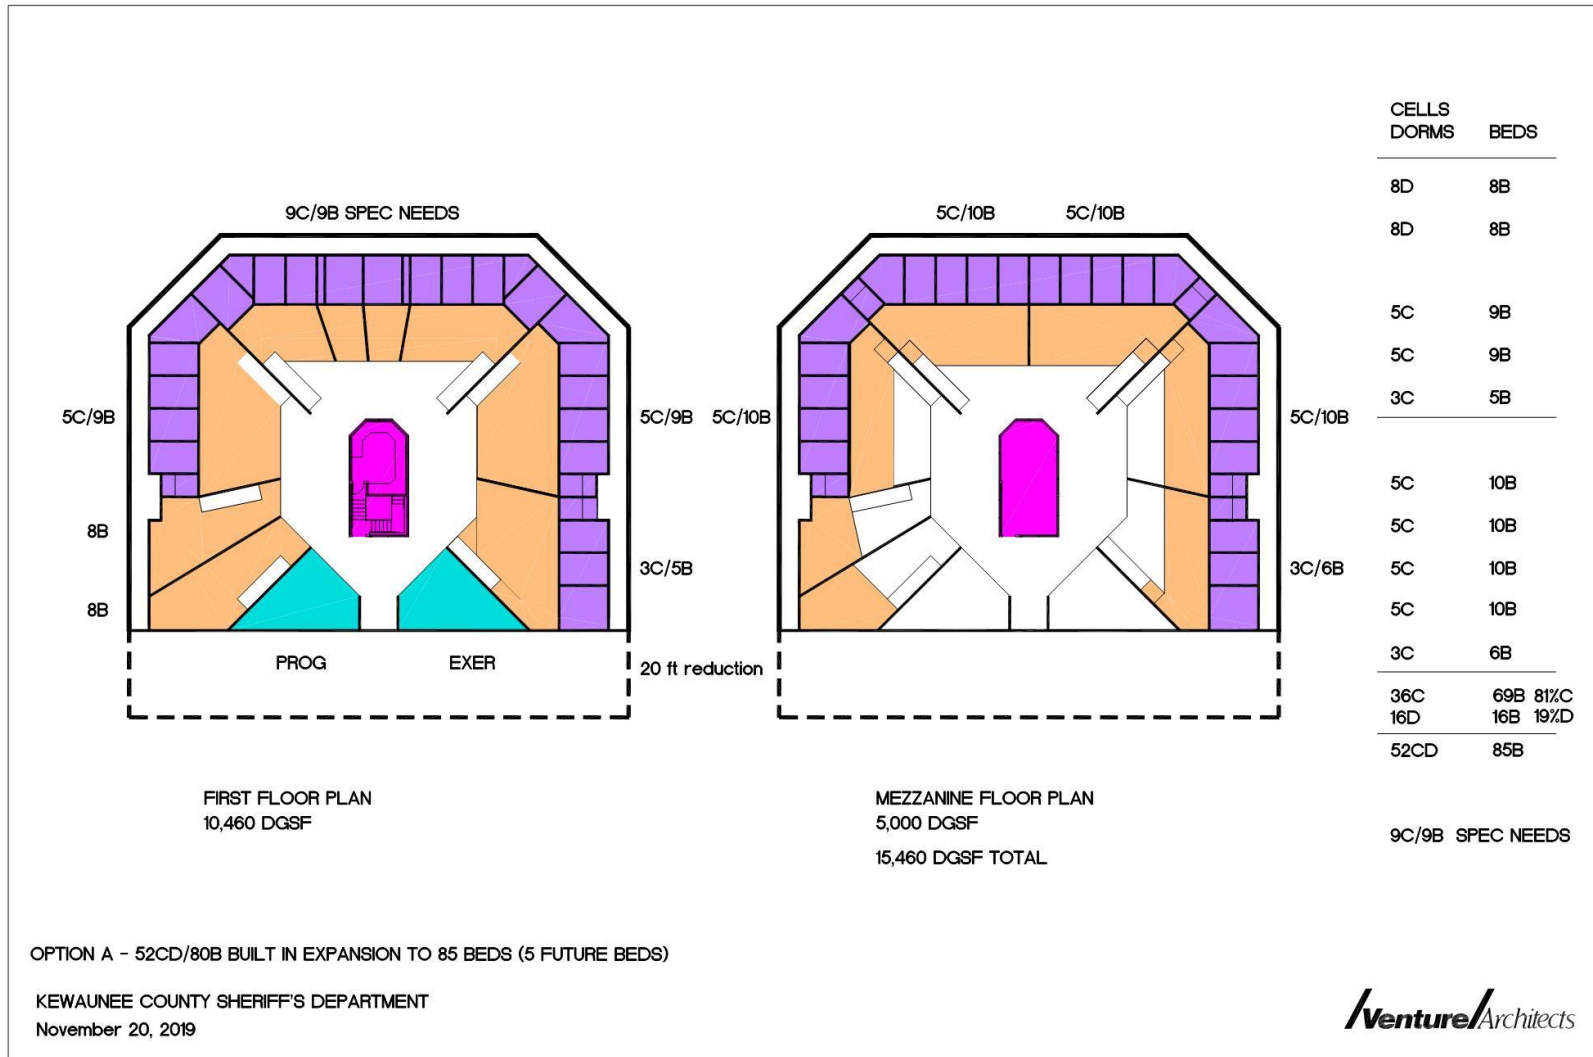 CELLS
DORMS BEDS
8D 8B
8D 8B
5C 9B
5C 9B
3C 5B
5C 10B
5C 10B
5C 10B
5C 10B
3C 6B
36C 69B 81%C
16D 16B 19%D
52CD 85B
9C/9B SPEC NEEDS
9C/9B SPEC NEEDS
5C/9B
5C/9B
8B
3C/5B
8B
PROG EXER
20 ft reduction
5C/10B 5C/10B
5C/10B
5C/10B
3C/6B
FIRST FLOOR PLAN
10,460 DGSF
MEZZANINE FLOOR PLAN
5,000 DGSF
15,460 DGSF TOTAL
OPTION A - 52CD/80B BUILT IN EXPANSION TO 85 BEDS (5 FUTURE BEDS)
KEWAUNEE COUNTY SHERIFF'S DEPARTMENT
November 20, 2019
Venture Architects